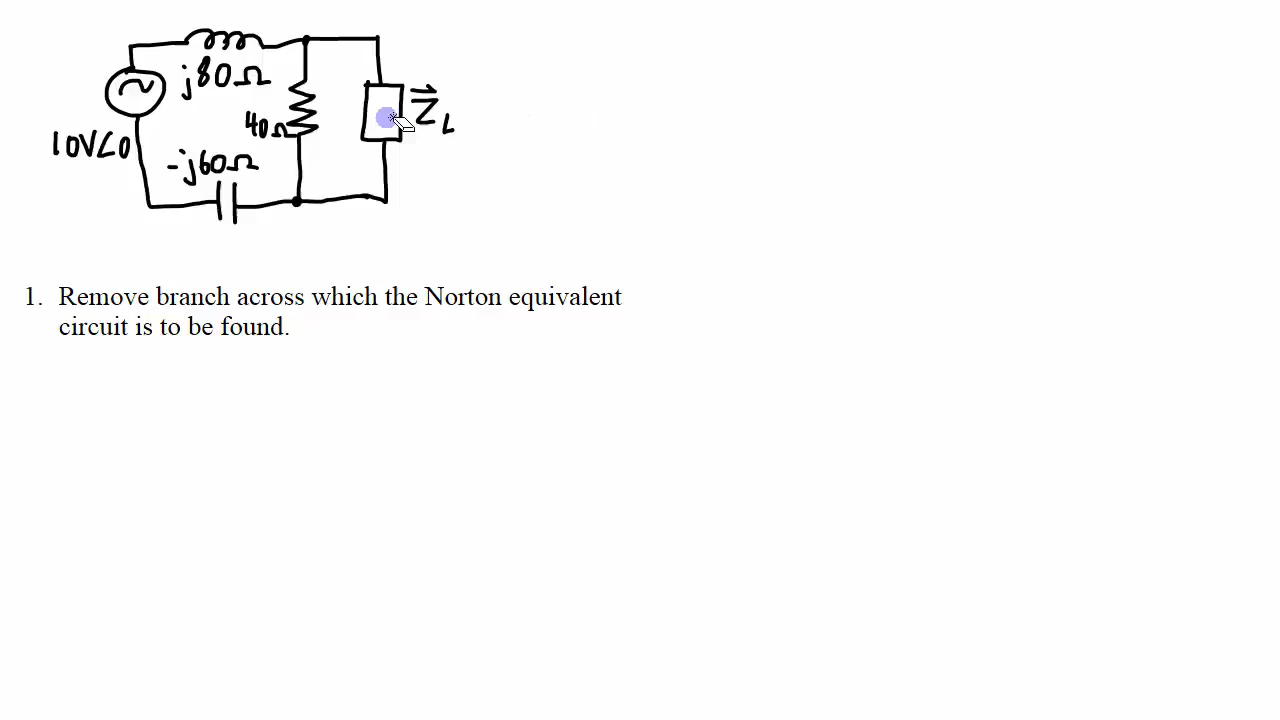 j80Ω
40Ω
Z⃗L
10V∠0
-j60Ω
1. Remove branch across which the Norton equivalent
circuit is to be found.